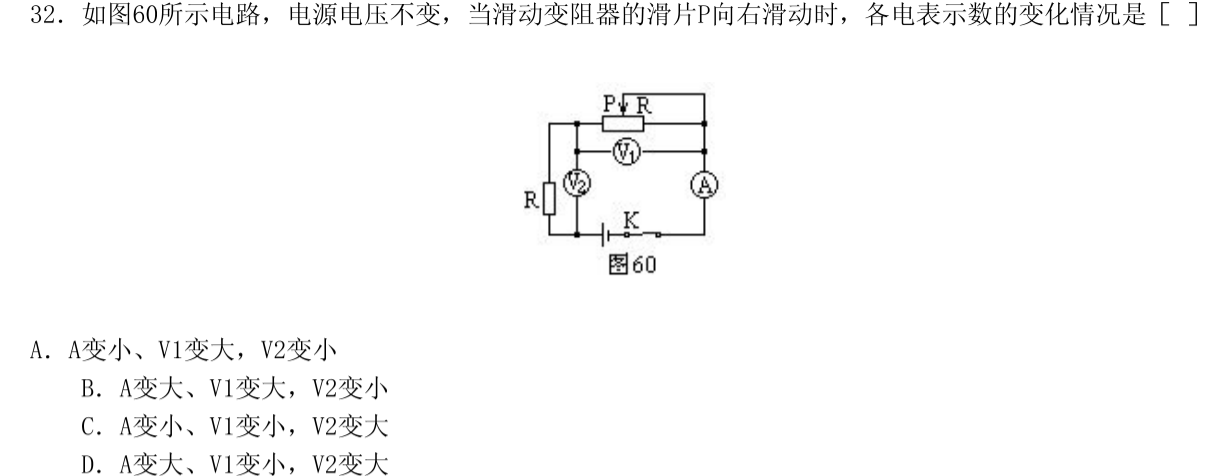 32. 如图60所示电路，电源电压不变，当滑动变阻器的滑片P向右滑动时，各电表示数的变化情况是 [ ]
P R
V1
V2
A
R
K
图60
A. A变小、V1变大，V2变小
B. A变大、V1变大，V2变小
C. A变小、V1变小，V2变大
D. A变大、V1变小，V2变大